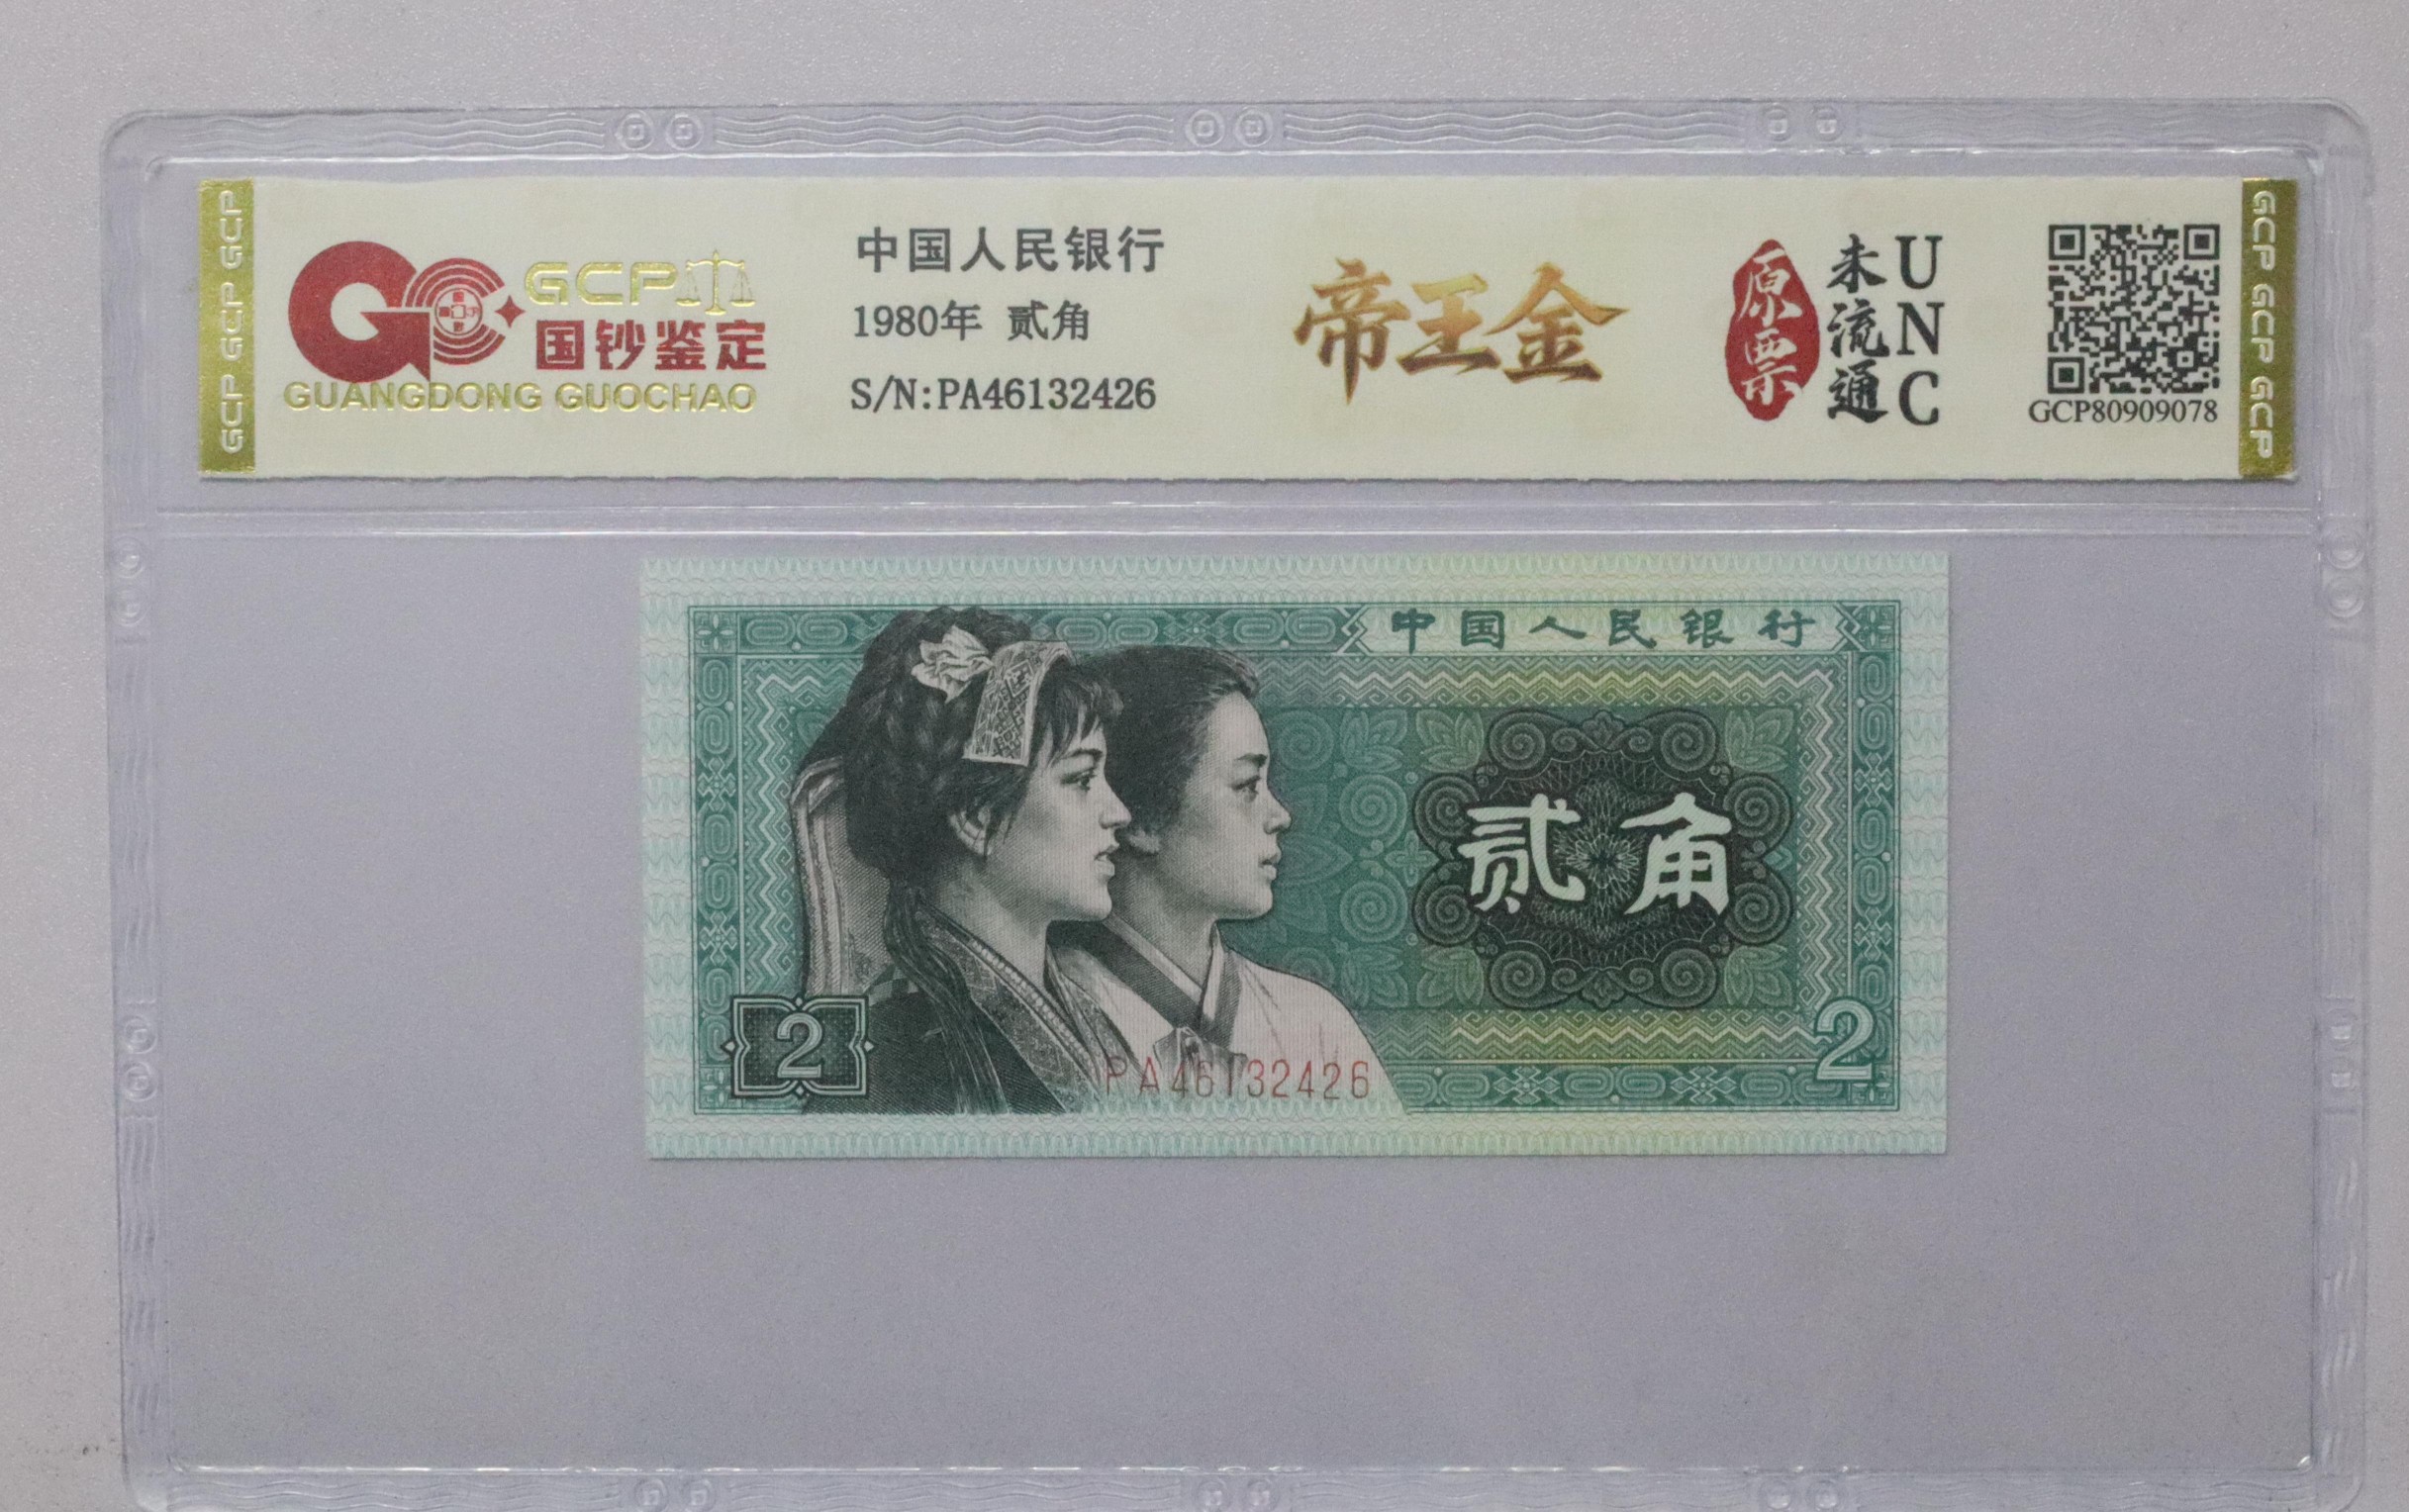 GCP GCP GCP
GCP
国钞鉴定
GUANGDONG GUOCHAO
中国人民银行
1980年 贰角
S/N:PA46132426
帝王金
原票
未流通
UNC
GCP80909078
GCP GCP GCP
中国人民银行
贰角
2
PA46132426
2